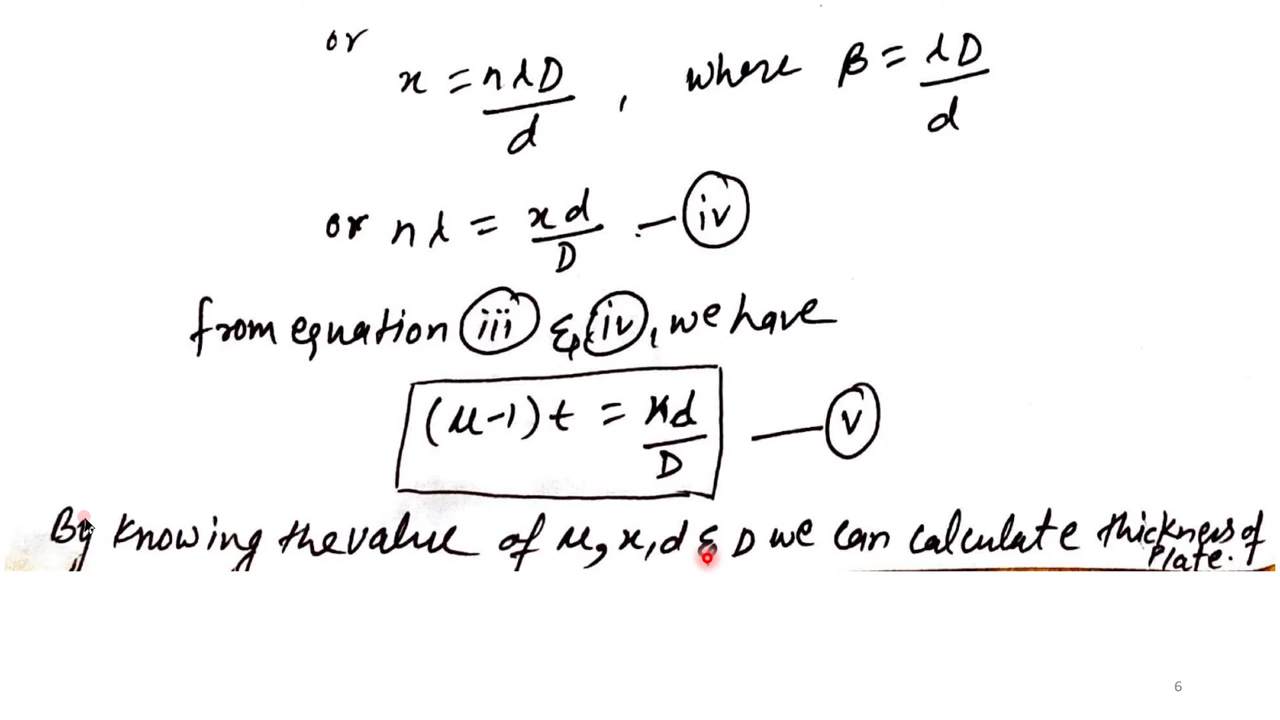 or
x = nλD/d , where β = λD/d
or nλ = xd/D — iv
from equation iii & iv, we have
(μ-1)t = xd/D — v
By knowing the value of μ, x, d & D we can calculate thickness of
Plate.
6